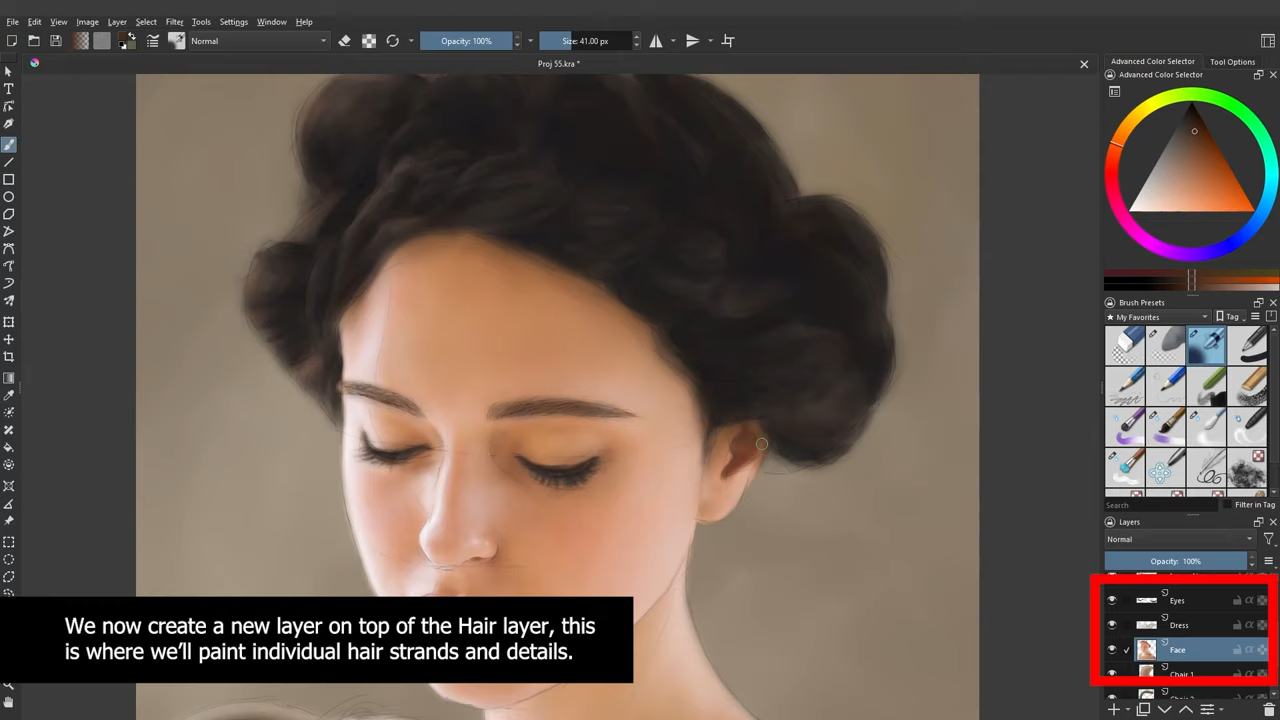 File Edit View Image Layer Select Filter Tools Settings Window Help
Normal Opacity: 100% Size: 41.00 px
Proj 55.kra *
Advanced Color Selector Tool Options
Advanced Color Selector
Brush Presets
My Favorites Tag
Search Filter in Tag
Layers
Normal
Opacity: 100%
Eyes
Dress
Face
Chair 1
We now create a new layer on top of the Hair layer, this
is where we'll paint individual hair strands and details.